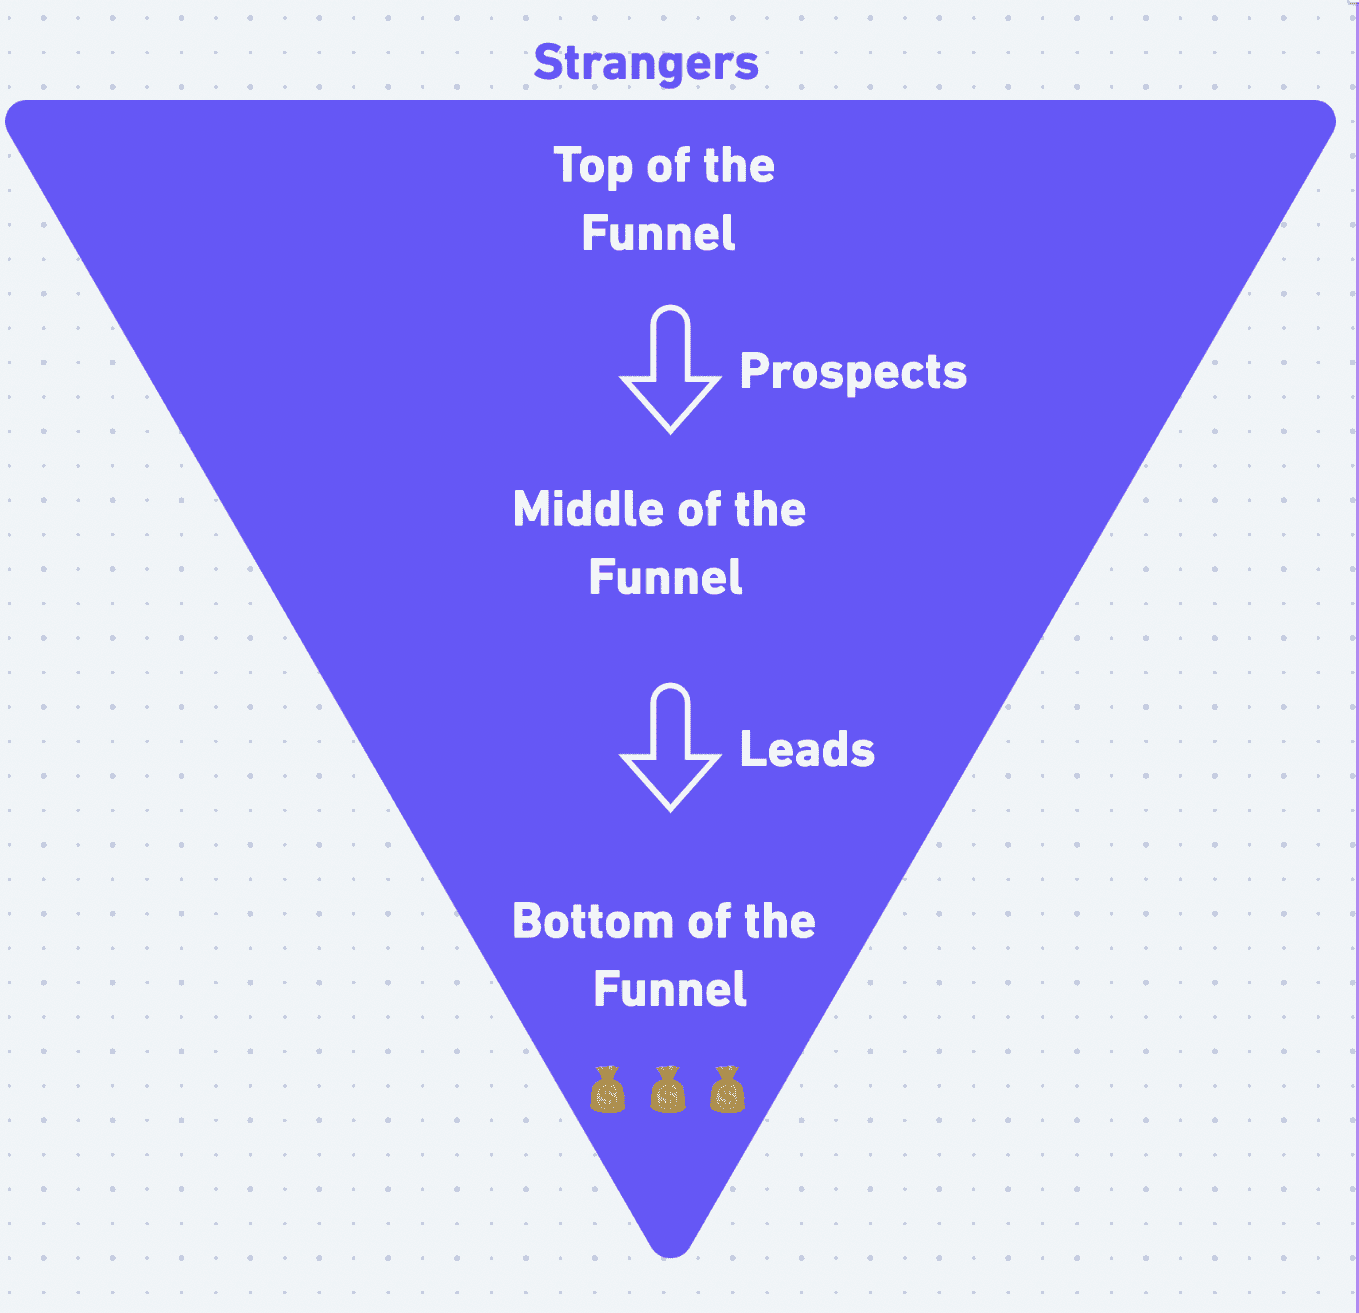 Strangers
Top of the
Funnel
Prospects
Middle of the
Funnel
Leads
Bottom of the
Funnel